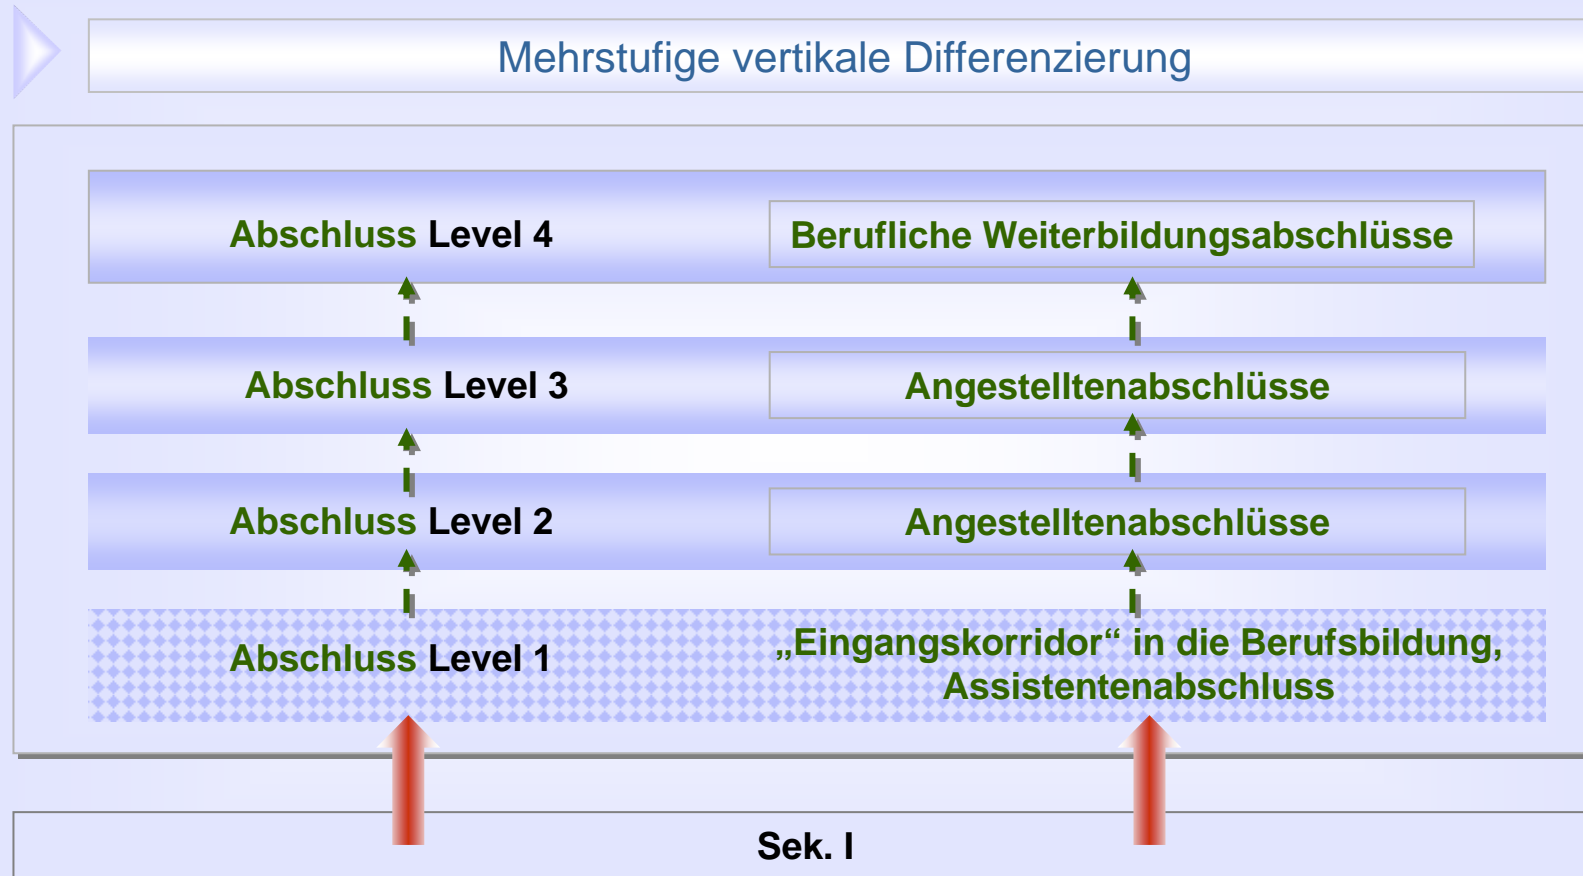 Mehrstufige vertikale Differenzierung
Abschluss Level 4
Berufliche Weiterbildungsabschlüsse
Abschluss Level 3
Angestelltenabschlüsse
Abschluss Level 2
Angestelltenabschlüsse
Abschluss Level 1
„Eingangskorridor“ in die Berufsbildung,
Assistentenabschluss
Sek. I